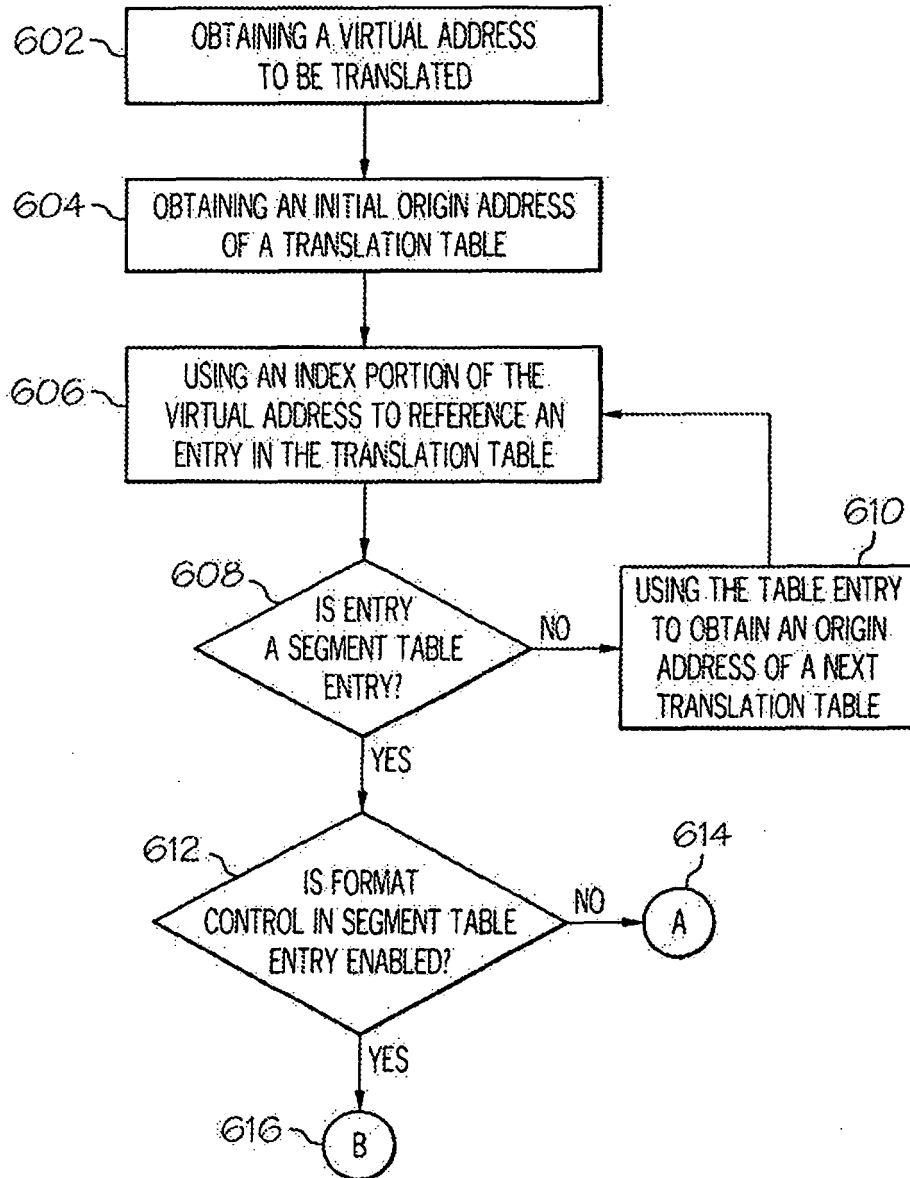 602
OBTAINING A VIRTUAL ADDRESS
TO BE TRANSLATED
604
OBTAINING AN INITIAL ORIGIN ADDRESS
OF A TRANSLATION TABLE
606
USING AN INDEX PORTION OF THE
VIRTUAL ADDRESS TO REFERENCE AN
ENTRY IN THE TRANSLATION TABLE
608
IS ENTRY
A SEGMENT TABLE
ENTRY?
NO
610
USING THE TABLE ENTRY
TO OBTAIN AN ORIGIN
ADDRESS OF A NEXT
TRANSLATION TABLE
YES
612
IS FORMAT
CONTROL IN SEGMENT TABLE
ENTRY ENABLED?
NO
614
A
YES
616
B